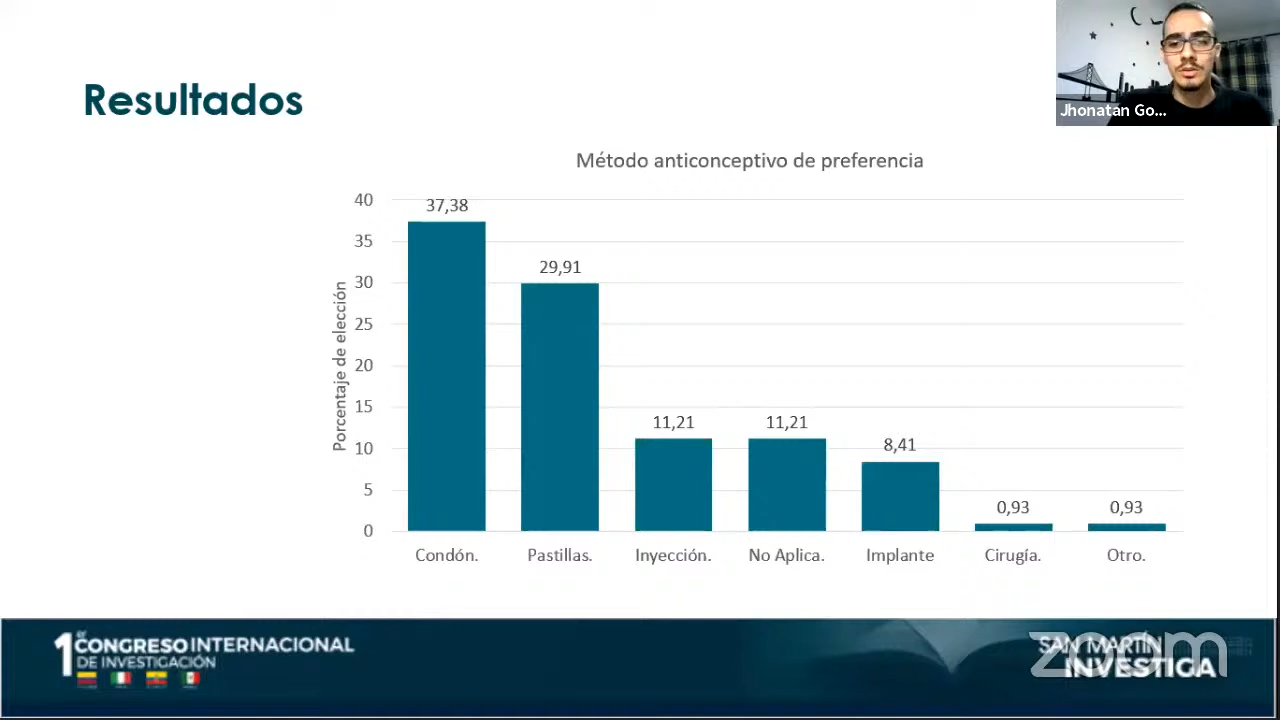 Resultados
Jhonatan Go...
Método anticonceptivo de preferencia
Porcentaje de elección
40
35
30
25
20
15
10
5
0
37,38
29,91
11,21
11,21
8,41
0,93
0,93
Condón.
Pastillas.
Inyección.
No Aplica.
Implante
Cirugía.
Otro.
1er CONGRESO INTERNACIONAL
DE INVESTIGACIÓN
SAN MARTÍN
INVESTIGA
zoom